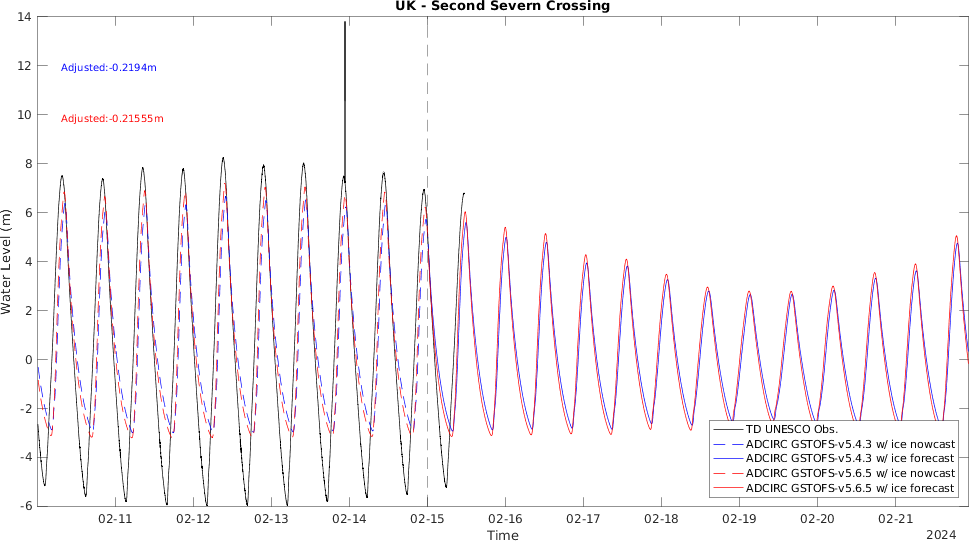 UK - Second Severn Crossing
14
12
10
8
6
4
2
0
-2
-4
-6
Water Level (m)
Adjusted:-0.2194m
Adjusted:-0.21555m
TD UNESCO Obs.
ADCIRC GSTOFS-v5.4.3 w/ ice nowcast
ADCIRC GSTOFS-v5.4.3 w/ ice forecast
ADCIRC GSTOFS-v5.6.5 w/ ice nowcast
ADCIRC GSTOFS-v5.6.5 w/ ice forecast
02-11 02-12 02-13 02-14 02-15 02-16 02-17 02-18 02-19 02-20 02-21
Time
2024